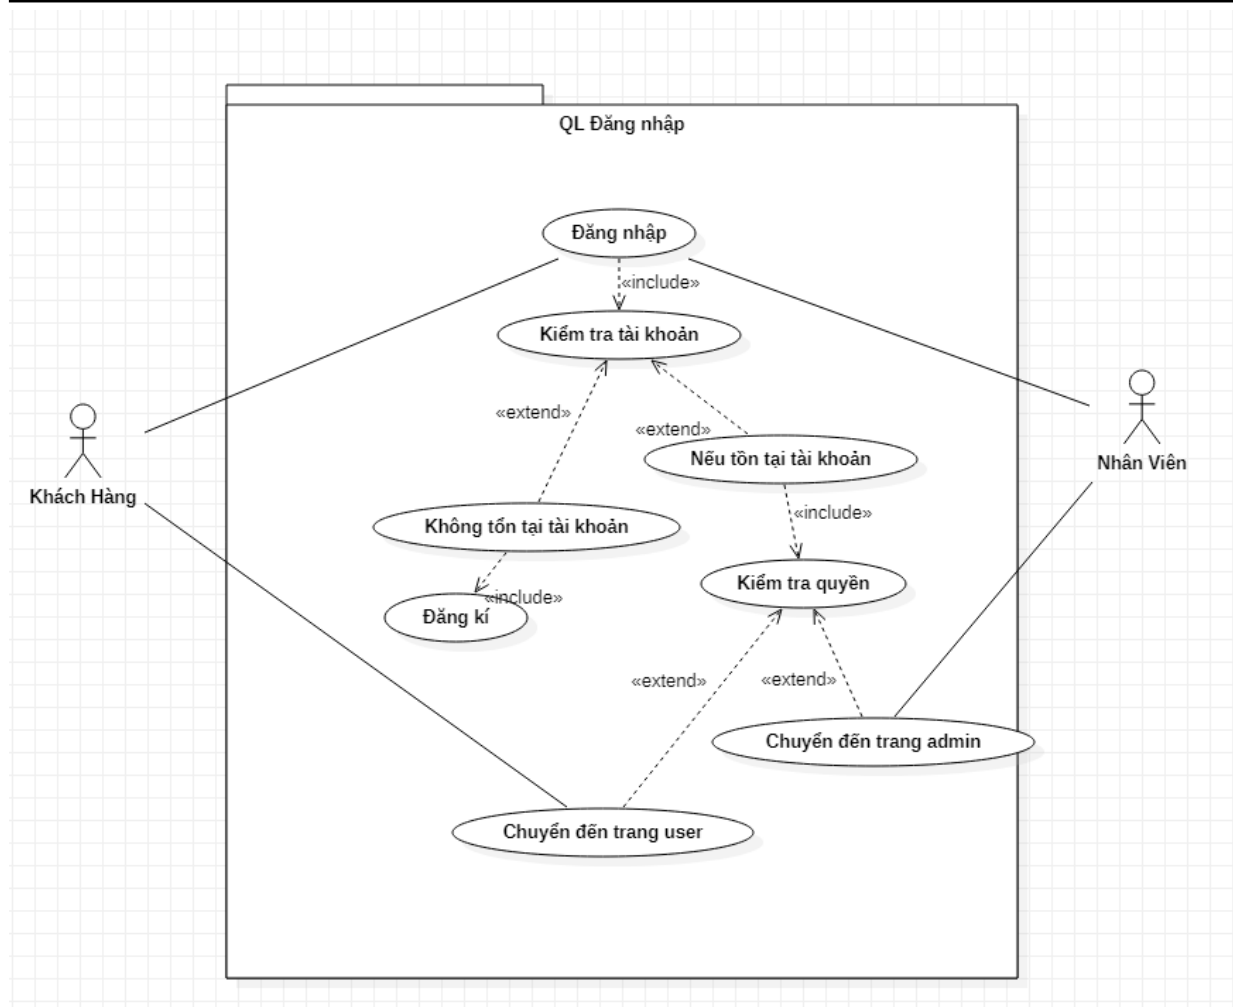 QL Đăng nhập
Đăng nhập
«include»
Kiểm tra tài khoản
«extend»
«extend»
Nếu tồn tại tài khoản
Nhân Viên
Khách Hàng
«include»
Không tồn tại tài khoản
Kiểm tra quyền
«include»
Đăng kí
«extend»
«extend»
Chuyển đến trang admin
Chuyển đến trang user